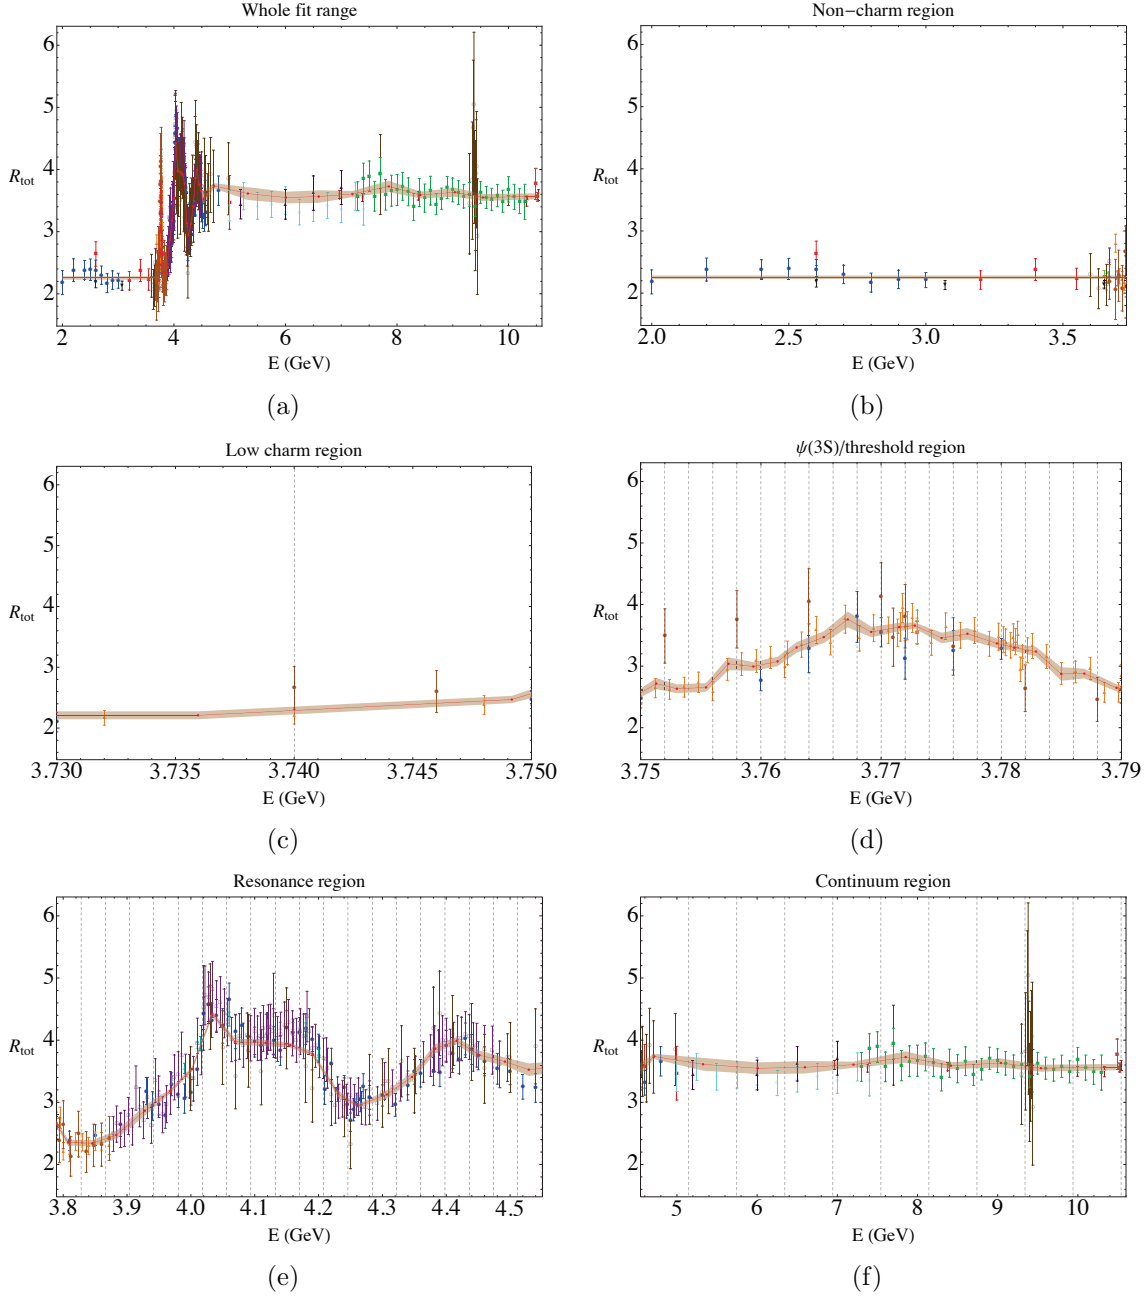 Whole fit range
Non−charm region
6
5
4
R_tot
3
2
2
4
6
8
10
E (GeV)
(a)
6
5
4
R_tot
3
2
2.0
2.5
3.0
3.5
E (GeV)
(b)
Low charm region
ψ(3S)/threshold region
6
5
4
R_tot
3
2
3.730
3.735
3.740
3.745
3.750
E (GeV)
(c)
6
5
4
R_tot
3
2
3.75
3.76
3.77
3.78
3.79
E (GeV)
(d)
Resonance region
Continuum region
6
5
4
R_tot
3
2
3.8
3.9
4.0
4.1
4.2
4.3
4.4
4.5
E (GeV)
(e)
6
5
4
R_tot
3
2
5
6
7
8
9
10
E (GeV)
(f)